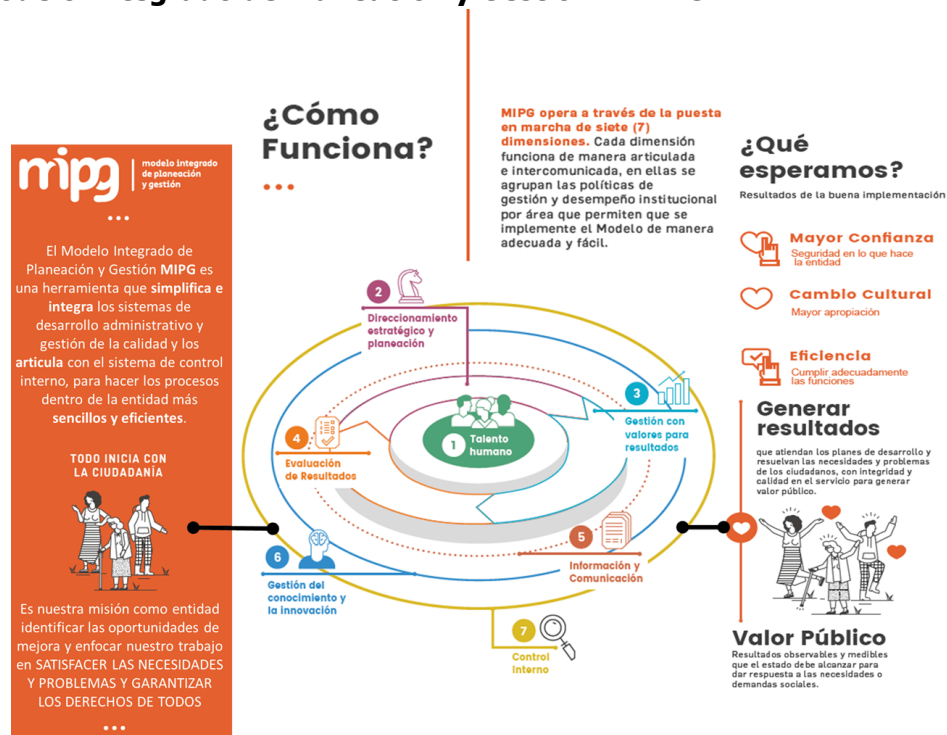 ¿Cómo
Funciona?
MIPG opera a través de la puesta
en marcha de siete (7)
dimensiones. Cada dimensión
funciona de manera articulada
e intercomunicada, en ellas se
agrupan las políticas de
gestión y desempeño institucional
por área que permiten que se
implemente el Modelo de manera
adecuada y fácil.
mipg
modelo integrado
de planeación
y gestión
El Modelo Integrado de
Planeación y Gestión MIPG es
una herramienta que simplifica e
integra los sistemas de
desarrollo administrativo y
gestión de la calidad y los
articula con el sistema de control
interno, para hacer los procesos
dentro de la entidad más
sencillos y eficientes.
TODO INICIA CON
LA CIUDADANÍA
Es nuestra misión como entidad
identificar las oportunidades de
mejora y enfocar nuestro trabajo
en SATISFACER LAS NECESIDADES
Y PROBLEMAS Y GARANTIZAR
LOS DERECHOS DE TODOS
1
Talento
humano
2
Direccionamiento
estratégico y
planeación
3
Gestión con
valores para
resultados
4
Evaluación
de Resultados
5
Información y
Comunicación
6
Gestión del
conocimiento y
la innovación
7
Control
Interno
¿Qué
esperamos?
Resultados de la buena implementación
Mayor Confianza
Seguridad en lo que hace
la entidad
Cambio Cultural
Mayor apropiación
Eficiencia
Cumplir adecuadamente
las funciones
Generar
resultados
que atiendan los planes de desarrollo y
resuelvan las necesidades y problemas
de los ciudadanos, con integridad y
calidad en el servicio para generar
valor público.
Valor Público
Resultados observables y medibles
que el estado debe alcanzar para
dar respuesta a las necesidades o
demandas sociales.